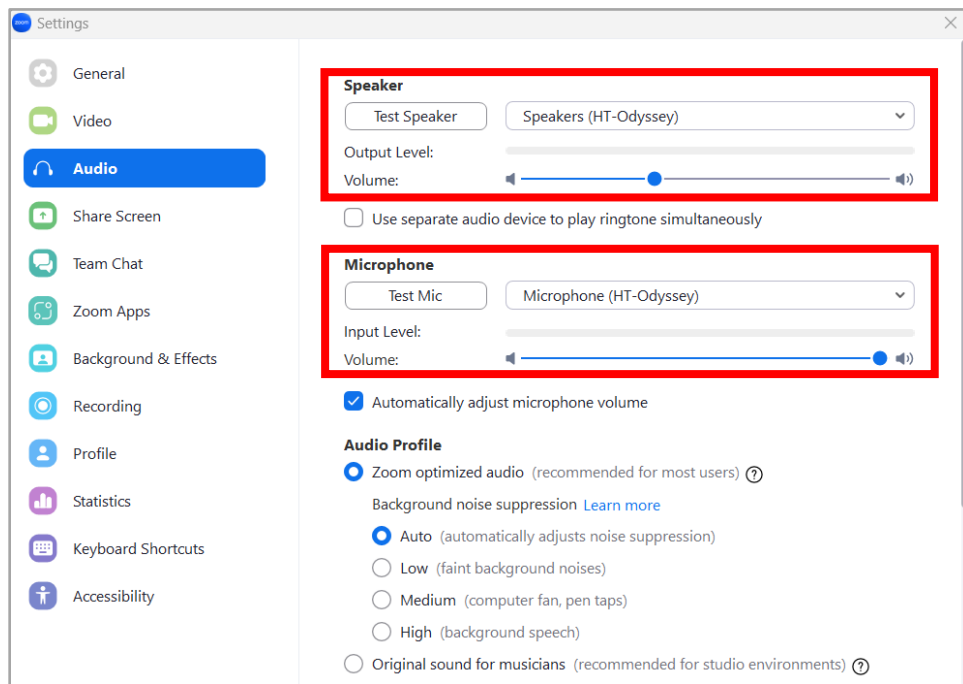 zoom Settings
General
Video
Audio
Share Screen
Team Chat
Zoom Apps
Background & Effects
Recording
Profile
Statistics
Keyboard Shortcuts
Accessibility
Speaker
Test Speaker Speakers (HT-Odyssey)
Output Level:
Volume:
Use separate audio device to play ringtone simultaneously
Microphone
Test Mic Microphone (HT-Odyssey)
Input Level:
Volume:
Automatically adjust microphone volume
Audio Profile
Zoom optimized audio (recommended for most users) ?
Background noise suppression Learn more
Auto (automatically adjusts noise suppression)
Low (faint background noises)
Medium (computer fan, pen taps)
High (background speech)
Original sound for musicians (recommended for studio environments) ?